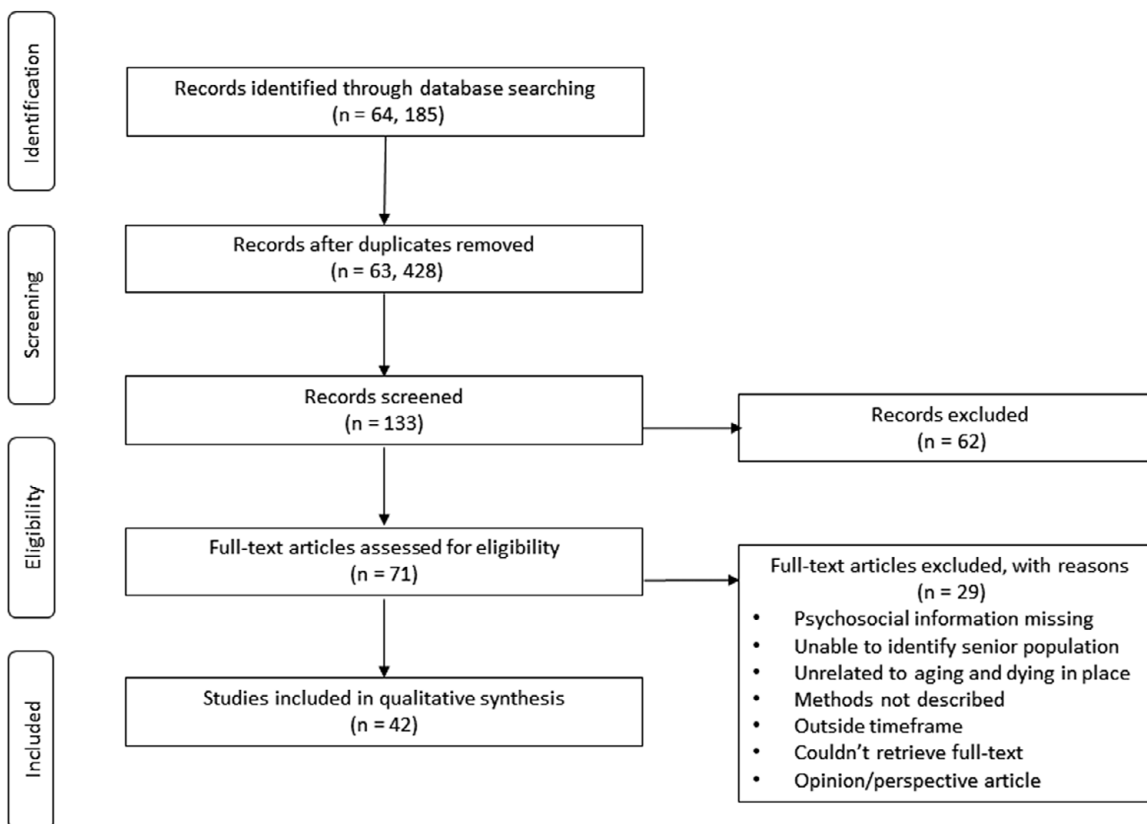 Identification
Records identified through database searching
(n = 64, 185)
Screening
Records after duplicates removed
(n = 63, 428)
Records screened
(n = 133)
Records excluded
(n = 62)
Eligibility
Full-text articles assessed for eligibility
(n = 71)
Full-text articles excluded, with reasons
(n = 29)
• Psychosocial information missing
• Unable to identify senior population
• Unrelated to aging and dying in place
• Methods not described
• Outside timeframe
• Couldn't retrieve full-text
• Opinion/perspective article
Included
Studies included in qualitative synthesis
(n = 42)